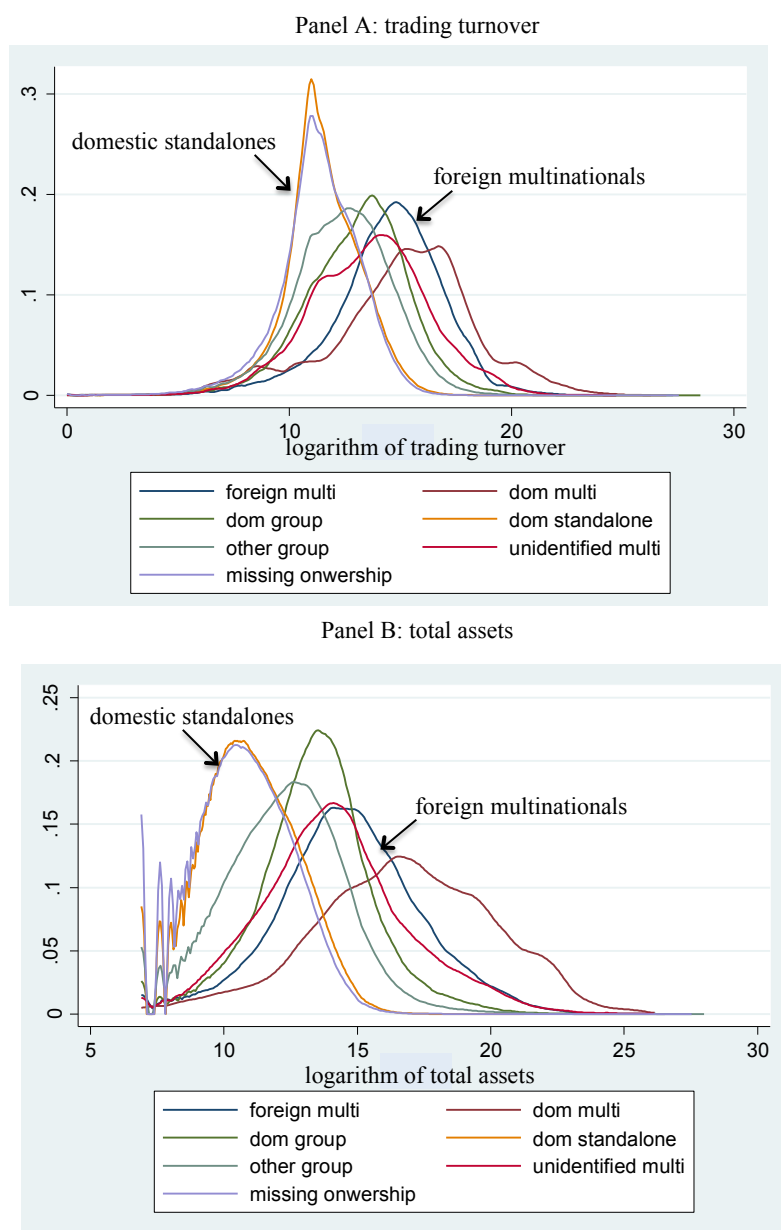 Panel A: trading turnover
.3
domestic standalones
foreign multinationals
.2
.1
0
0 10 20 30
logarithm of trading turnover
foreign multi dom multi
dom group dom standalone
other group unidentified multi
missing onwership
Panel B: total assets
.25
domestic standalones
.2
foreign multinationals
.15
.1
.05
0
5 10 15 20 25 30
logarithm of total assets
foreign multi dom multi
dom group dom standalone
other group unidentified multi
missing onwership